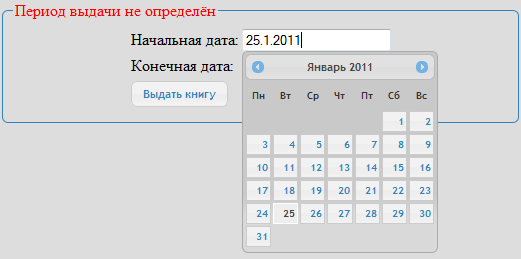 Период выдачи не определён
Начальная дата: 25.1.2011
Конечная дата:
Выдать книгу
Январь 2011
Пн Вт Ср Чт Пт Сб Вс
1 2
3 4 5 6 7 8 9
10 11 12 13 14 15 16
17 18 19 20 21 22 23
24 25 26 27 28 29 30
31